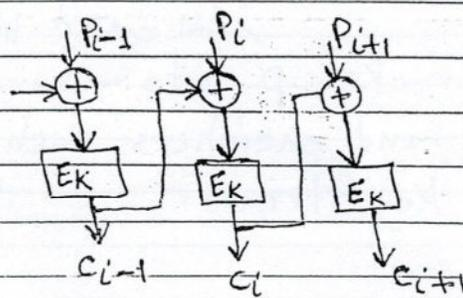 Pi-1 Pi Pi+1
+ + +
EK EK EK
Ci-1 Ci Ci+1